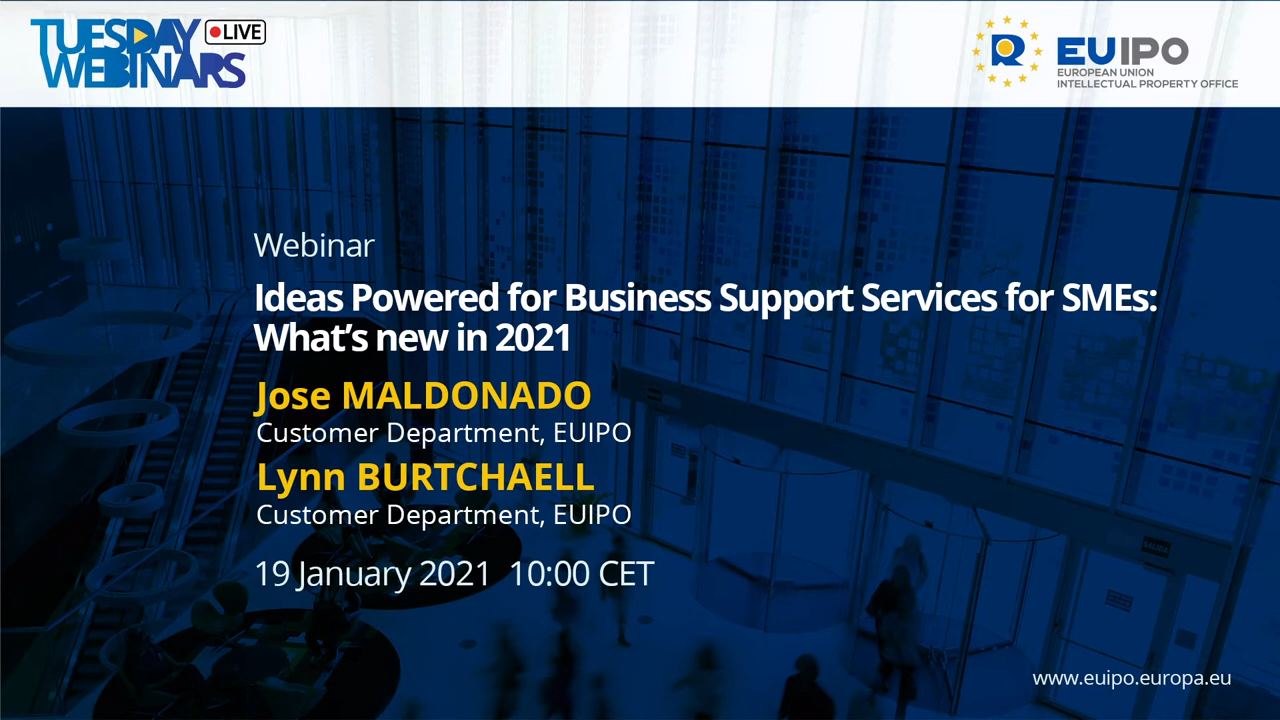 TUESDAY LIVE
WEBINARS
EUIPO
EUROPEAN UNION
INTELLECTUAL PROPERTY OFFICE
Webinar
Ideas Powered for Business Support Services for SMEs:
What's new in 2021
Jose MALDONADO
Customer Department, EUIPO
Lynn BURTCHAELL
Customer Department, EUIPO
19 January 2021 10:00 CET
www.euipo.europa.eu